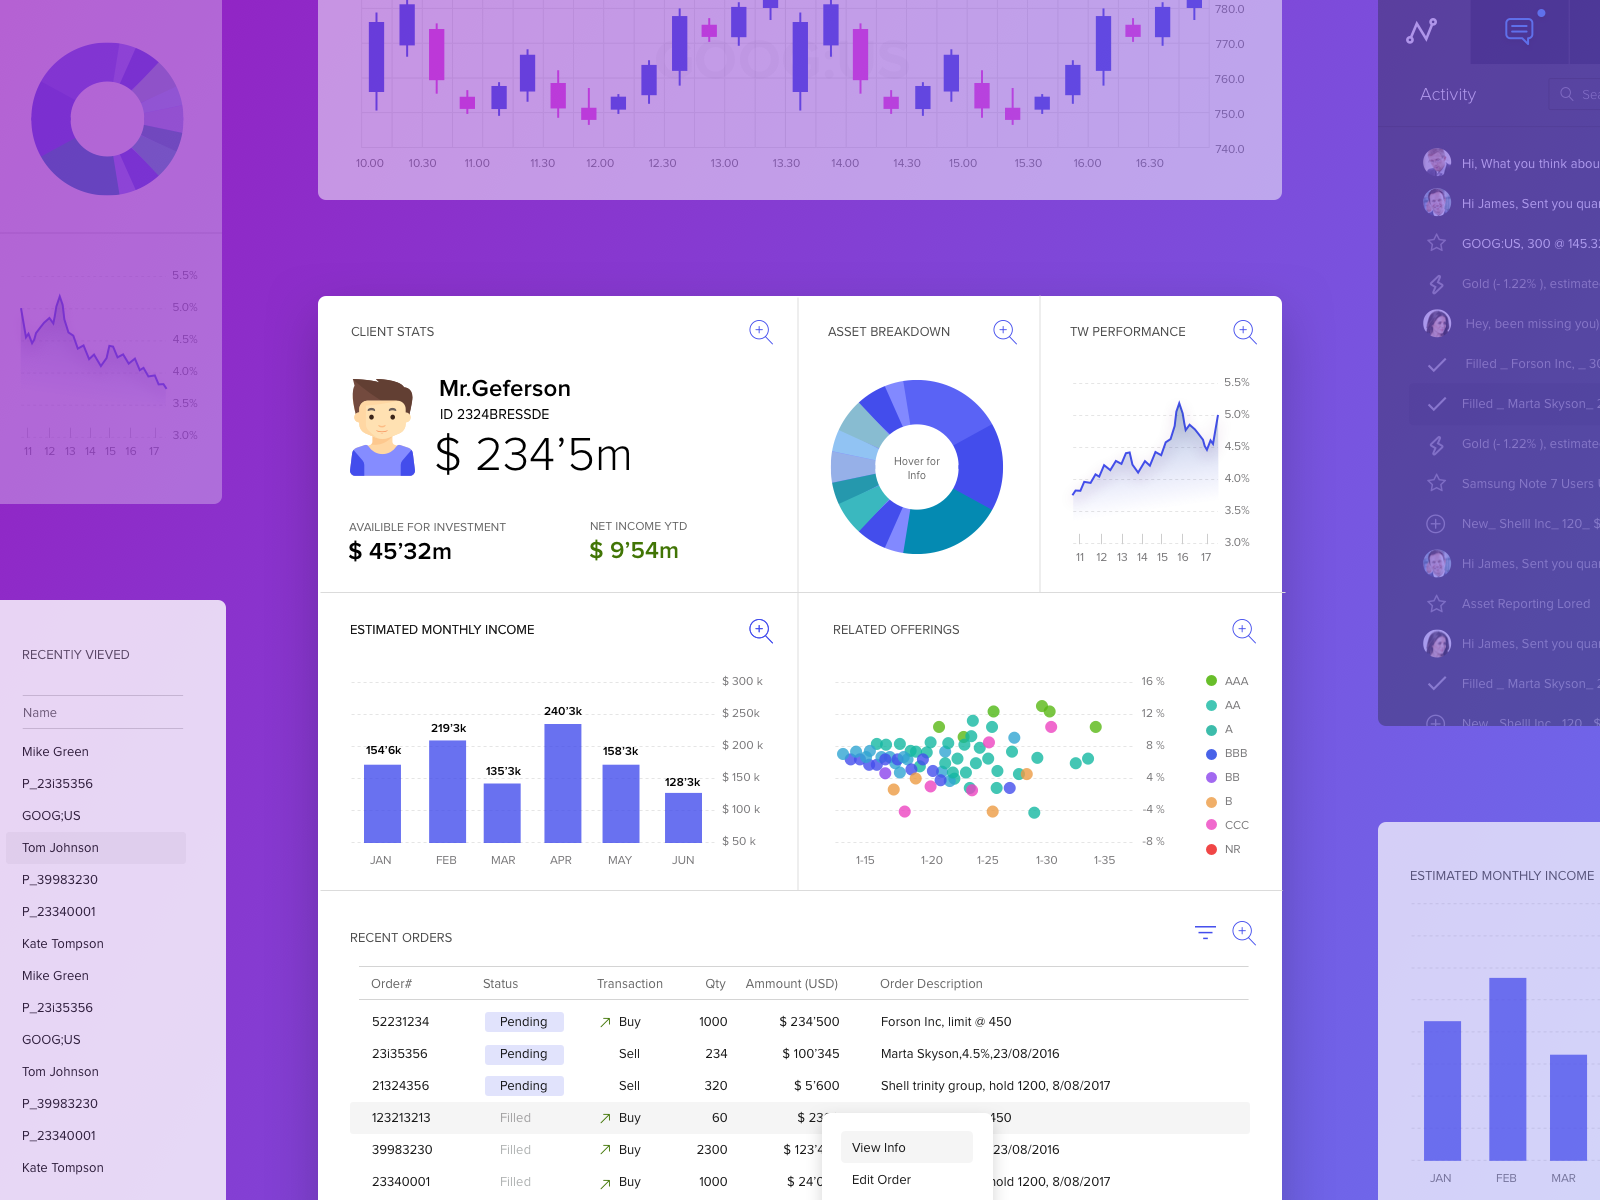 780.0
770.0
760.0
750.0
740.0
10.00 10.30 11.00 11.30 12.00 12.30 13.00 13.30 14.00 14.30 15.00 15.30 16.00 16.30
5.5%
5.0%
4.5%
4.0%
3.5%
3.0%
11 12 13 14 15 16 17
RECENTLY VIEVED
Name
Mike Green
P_23i35356
GOOG;US
Tom Johnson
P_39983230
P_23340001
Kate Tompson
Mike Green
P_23i35356
GOOG;US
Tom Johnson
P_39983230
P_23340001
Kate Tompson
CLIENT STATS
Mr.Geferson
ID 2324BRESSDE
$ 234’5m
AVAILIBLE FOR INVESTMENT
$ 45’32m
NET INCOME YTD
$ 9’54m
ASSET BREAKDOWN
Hover for
Info
TW PERFORMANCE
5.5%
5.0%
4.5%
4.0%
3.5%
3.0%
11 12 13 14 15 16 17
ESTIMATED MONTHLY INCOME
$ 300 k
$ 250k
$ 200 k
$ 150 k
$ 100 k
$ 50 k
154’6k
219’3k
135’3k
240’3k
158’3k
128’3k
JAN FEB MAR APR MAY JUN
RELATED OFFERINGS
16 %
12 %
8 %
4 %
-4 %
-8 %
1-15 1-20 1-25 1-30 1-35
AAA
AA
A
BBB
BB
B
CCC
NR
RECENT ORDERS
Order# Status Transaction Qty Ammount (USD) Order Description
52231234 Pending Buy 1000 $ 234’500 Forson Inc, limit @ 450
23i35356 Pending Sell 234 $ 100’345 Marta Skyson,4.5%,23/08/2016
21324356 Pending Sell 320 $ 5’600 Shell trinity group, hold 1200, 8/08/2017
123213213 Filled Buy 60 $ 23 450
39983230 Filled Buy 2300 $ 123’ 23/08/2016
23340001 Filled Buy 1000 $ 24’ hold 1200, 8/08/2017
View Info
Edit Order
Activity
Sea
Hi, What you think abou
Hi James, Sent you quar
GOOG:US, 300 @ 145.3
Gold (- 1.22% ), estimate
Hey, been missing you)
Filled _ Forson Inc, _ 30
Filled _ Marta Skyson_ 2
Gold (- 1.22% ), estimate
Samsung Note 7 Users
New_ Shelll Inc_ 120_ $
Hi James, Sent you quar
Asset Reporting Lored
Hi James, Sent you quar
Filled _ Marta Skyson_ 2
New_ Shelll Inc_ 120_ $
ESTIMATED MONTHLY INCOME
JAN FEB MAR